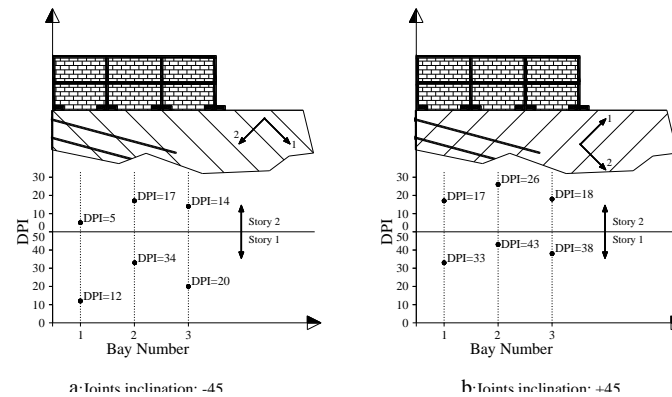 2
1
1
2
DPI
30
20
10
0
50
40
30
20
10
0
DPI=5
DPI=17
DPI=14
Story 2
Story 1
DPI=12
DPI=34
DPI=20
1
2
3
Bay Number
a:Joints inclination: -45
DPI
30
20
10
0
50
40
30
20
10
0
DPI=17
DPI=26
DPI=18
Story 2
Story 1
DPI=33
DPI=43
DPI=38
1
2
3
Bay Number
b:Joints inclination: +45